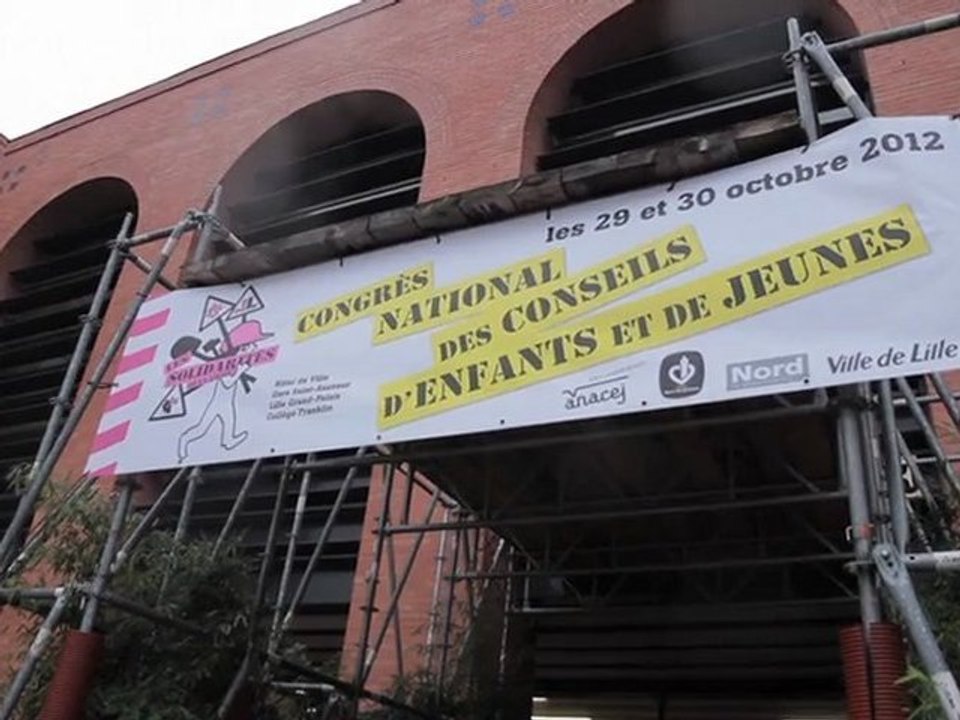 les 29 et 30 octobre 2012
CONGRÈS
NATIONAL
DES CONSEILS
D'ENFANTS ET DE JEUNES
LES
SOLIDARITÉS
Hôtel de Ville
Gare Saint-Sauveur
Lille Grand-Palais
Collège Franklin
anacej
Nord
Ville de Lille